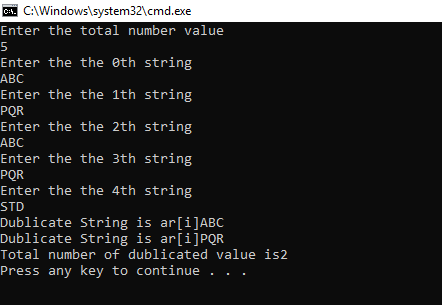 C:\Windows\system32\cmd.exe
Enter the total number value
5
Enter the the 0th string
ABC
Enter the the 1th string
PQR
Enter the the 2th string
ABC
Enter the the 3th string
PQR
Enter the the 4th string
STD
Dublicate String is ar[i]ABC
Dublicate String is ar[i]PQR
Total number of dublicated value is2
Press any key to continue . . .